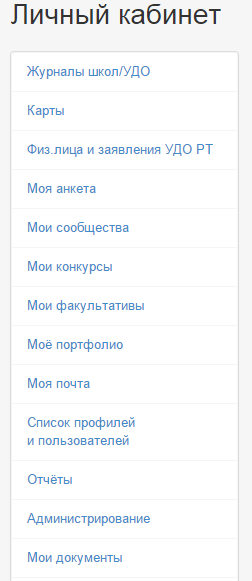 Личный кабинет
Журналы школ/УДО
Карты
Физ.лица и заявления УДО РТ
Моя анкета
Мои сообщества
Мои конкурсы
Мои факультативы
Моё портфолио
Моя почта
Список профилей
и пользователей
Отчёты
Администрирование
Мои документы